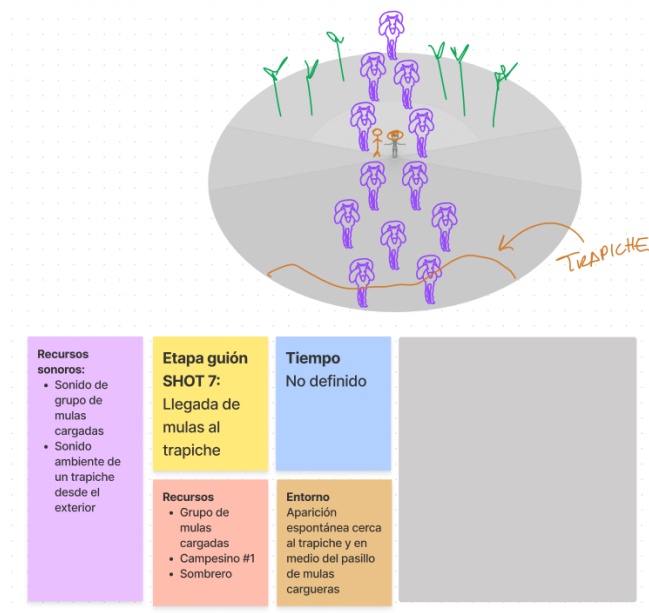 TRAPICHE
Recursos
sonoros:
• Sonido de
grupo de
mulas
cargadas
• Sonido
ambiente de
un trapiche
desde el
exterior
Etapa guión
SHOT 7:
Llegada de
mulas al
trapiche
Tiempo
No definido
Recursos
• Grupo de
mulas
cargadas
• Campesino #1
• Sombrero
Entorno
Aparición
espontánea cerca
al trapiche y en
medio del pasillo
de mulas
cargueras